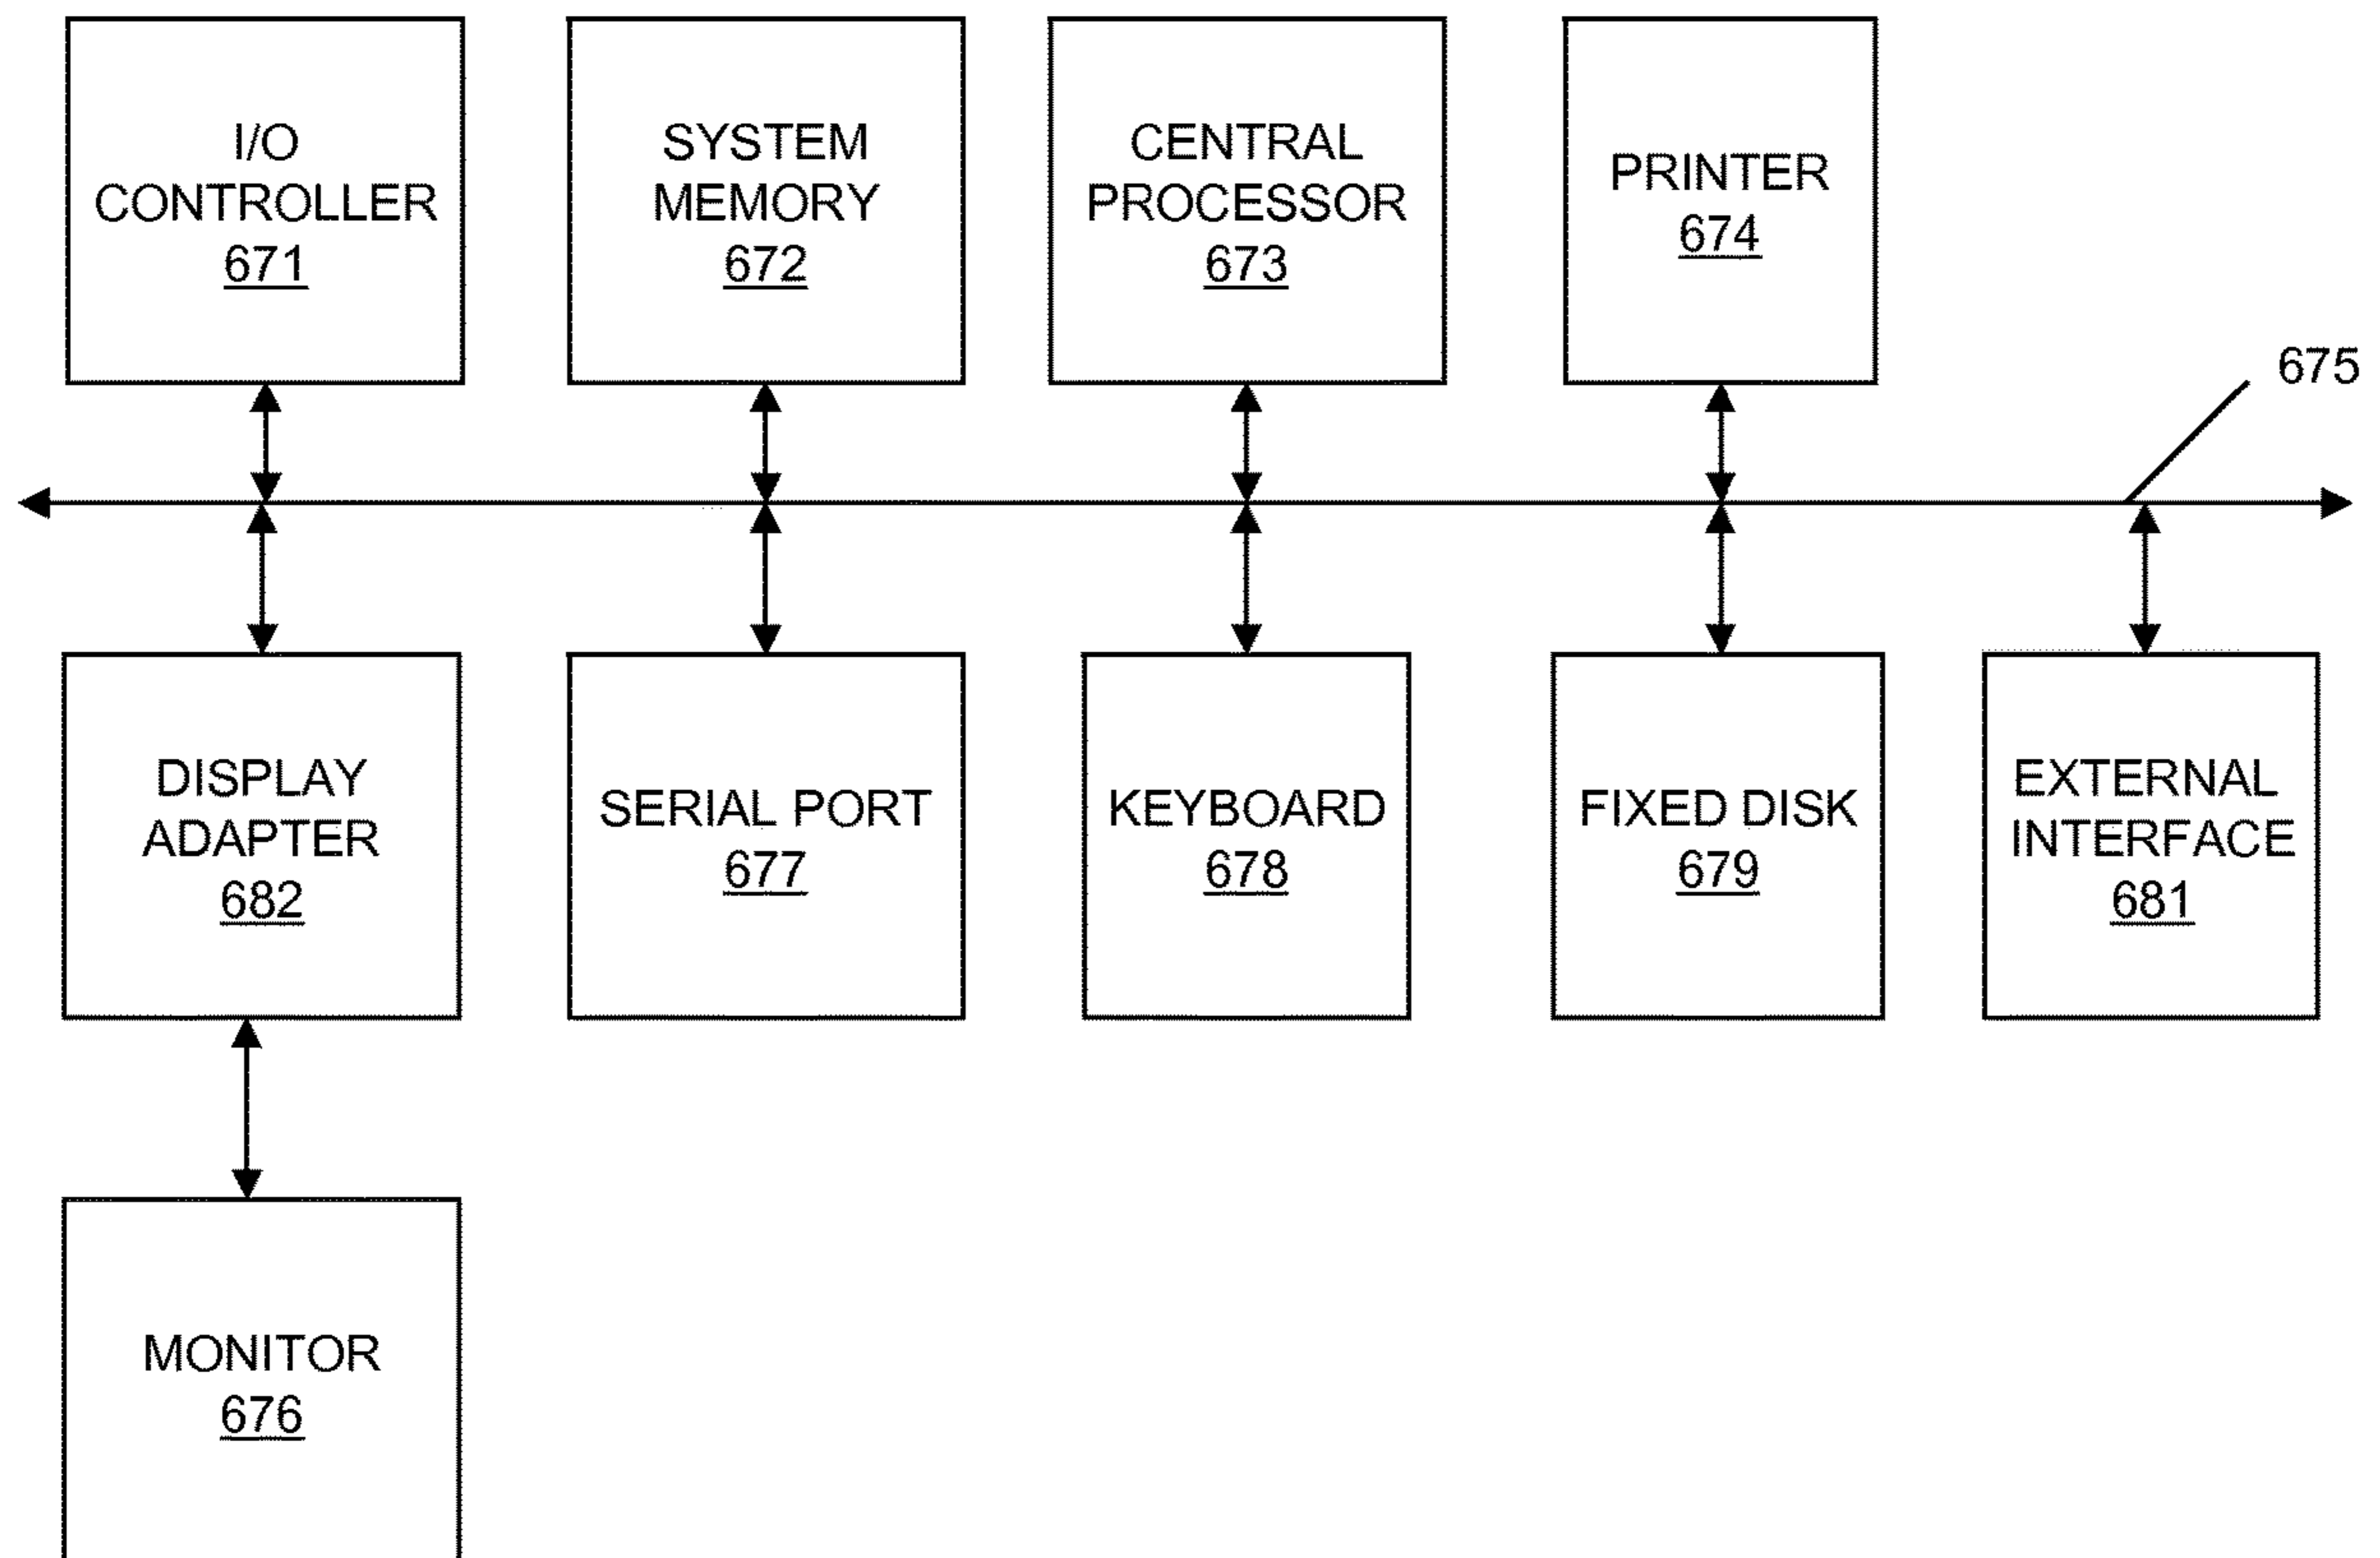 I/O
CONTROLLER
671
SYSTEM
MEMORY
672
CENTRAL
PROCESSOR
673
PRINTER
674
675
DISPLAY
ADAPTER
682
SERIAL PORT
677
KEYBOARD
678
FIXED DISK
679
EXTERNAL
INTERFACE
681
MONITOR
676